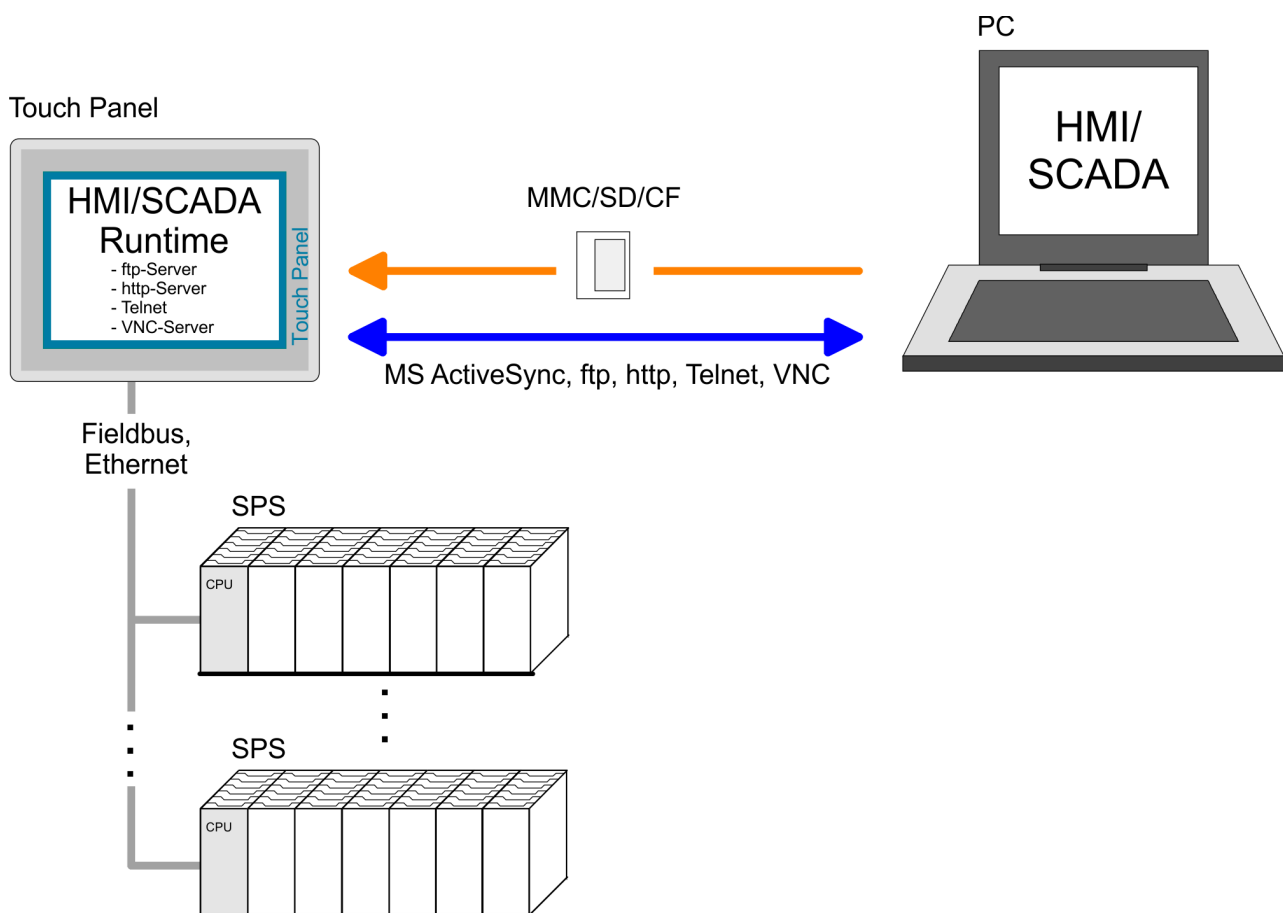 PC
Touch Panel
HMI/SCADA
Runtime
- ftp-Server
- http-Server
- Telnet
- VNC-Server
Touch Panel
MMC/SD/CF
HMI/
SCADA
MS ActiveSync, ftp, http, Telnet, VNC
Fieldbus,
Ethernet
SPS
CPU
SPS
CPU